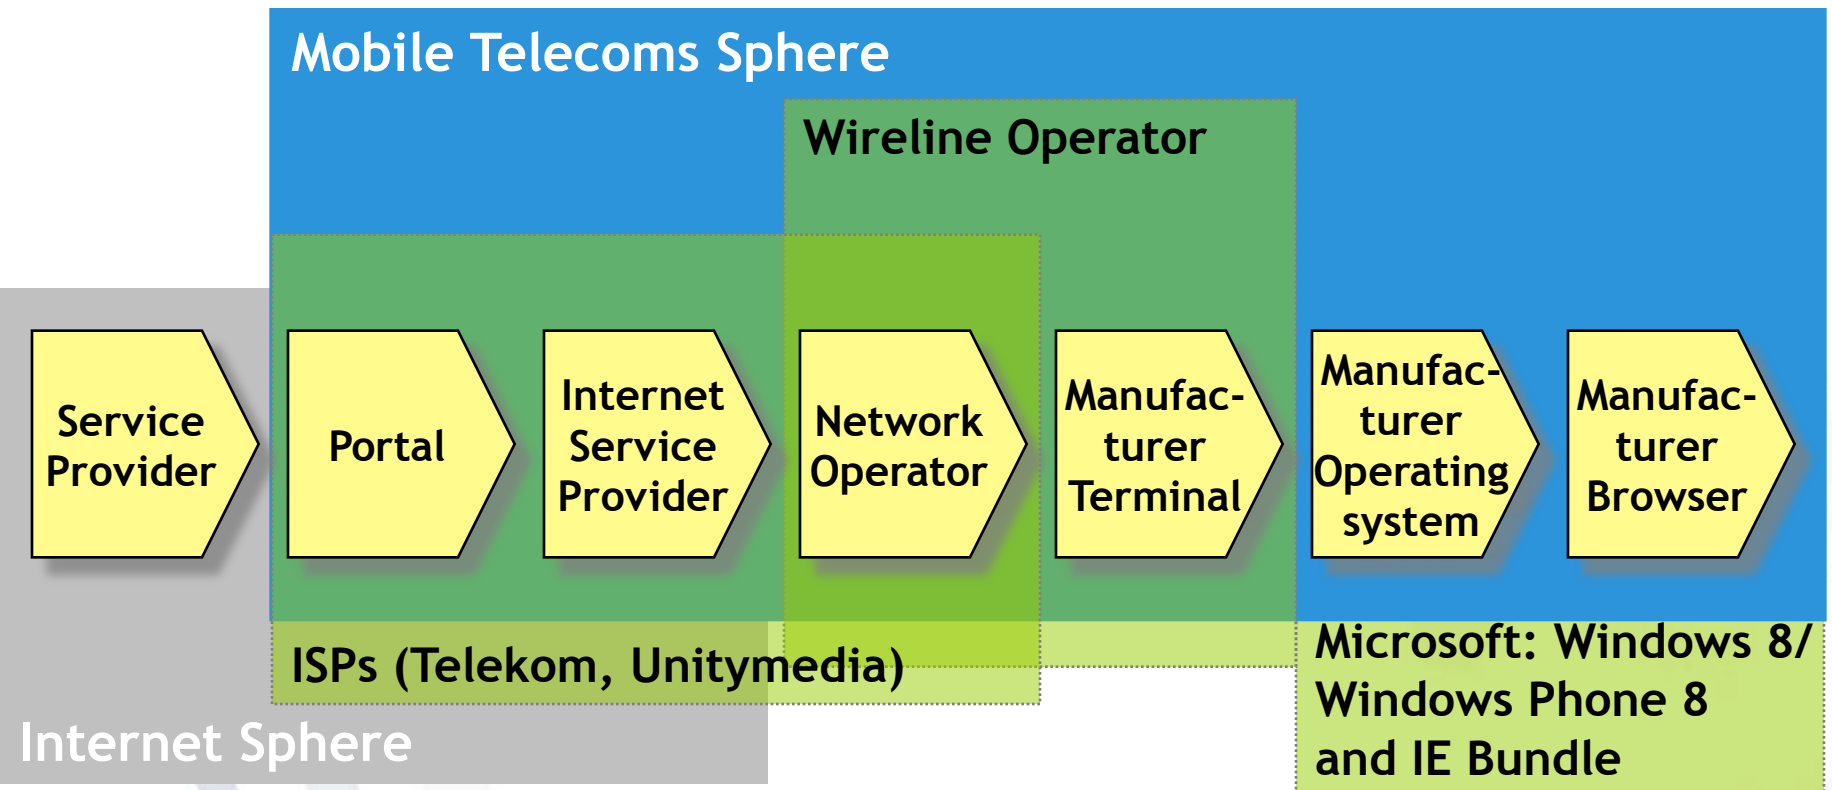 Mobile Telecoms Sphere
Wireline Operator
Service
Provider
Portal
Internet
Service
Provider
Network
Operator
Manufac-
turer
Terminal
Manufac-
turer
Operating
system
Manufac-
turer
Browser
ISPs (Telekom, Unitymedia)
Microsoft: Windows 8/
Windows Phone 8
and IE Bundle
Internet Sphere